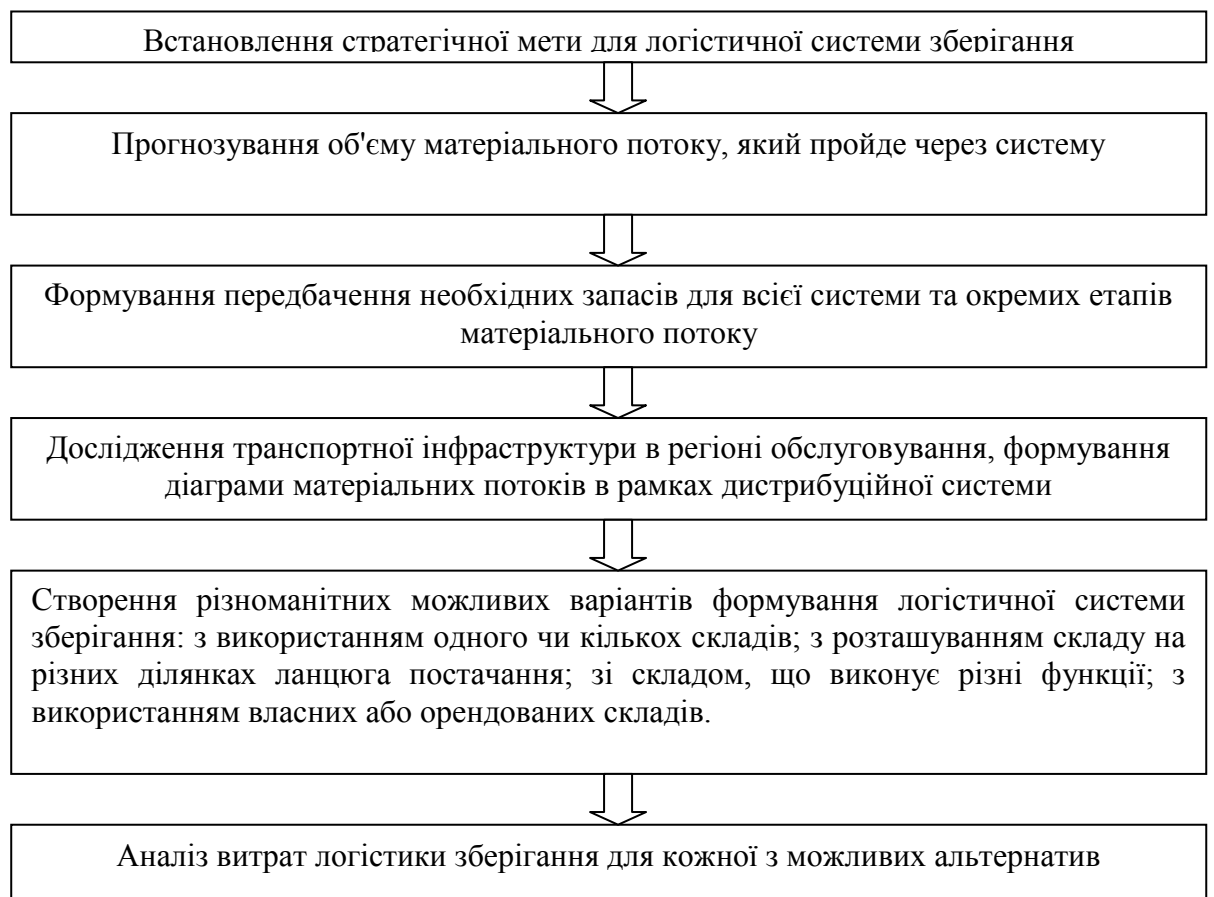 Встановлення стратегічної мети для логістичної системи зберігання
Прогнозування об'єму матеріального потоку, який пройде через систему
Формування передбачення необхідних запасів для всієї системи та окремих етапів
матеріального потоку
Дослідження транспортної інфраструктури в регіоні обслуговування, формування
діаграми матеріальних потоків в рамках дистрибуційної системи
Створення різноманітних можливих варіантів формування логістичної системи
зберігання: з використанням одного чи кількох складів; з розташуванням складу на
різних ділянках ланцюга постачання; зі складом, що виконує різні функції; з
використанням власних або орендованих складів.
Аналіз витрат логістики зберігання для кожної з можливих альтернатив